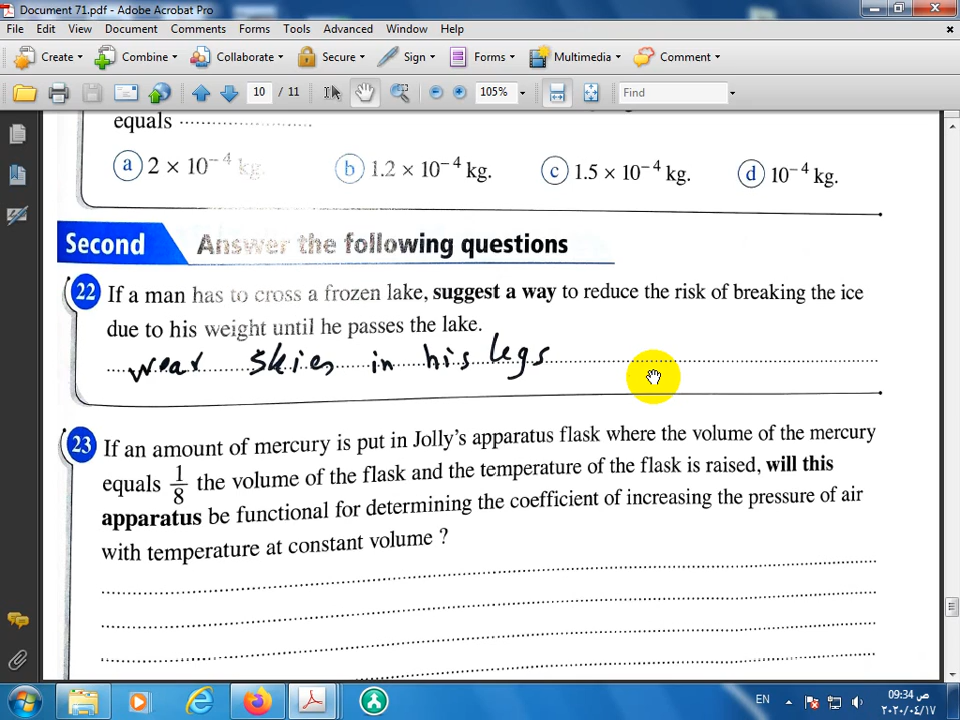 Document 71.pdf - Adobe Acrobat Pro
File Edit View Document Comments Forms Tools Advanced Window Help
Create Combine Collaborate Secure Sign Forms Multimedia Comment
10 / 11 105% Find
equals
a 2 × 10⁻⁴ kg. b 1.2 × 10⁻⁴ kg. c 1.5 × 10⁻⁴ kg. d 10⁻⁴ kg.
Second Answer the following questions
22 If a man has to cross a frozen lake, suggest a way to reduce the risk of breaking the ice
due to his weight until he passes the lake.
wear skies in his legs
23 If an amount of mercury is put in Jolly's apparatus flask where the volume of the mercury
equals 1/8 the volume of the flask and the temperature of the flask is raised, will this
apparatus be functional for determining the coefficient of increasing the pressure of air
with temperature at constant volume ?
EN 09:34 ص
٢٠٢٠/٠٤/١٧